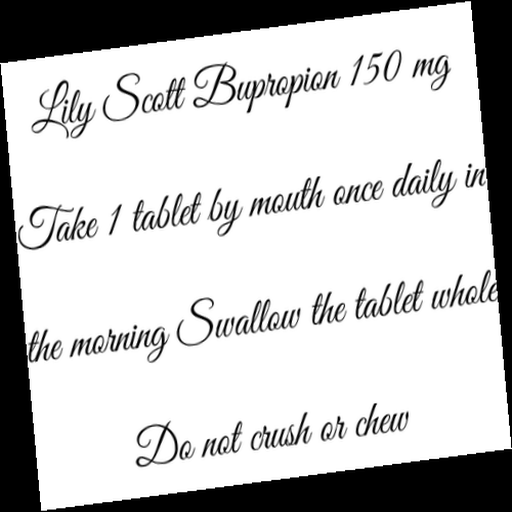 Lily Scott Bupropion 150 mg
Take 1 tablet by mouth once daily in
the morning Swallow the tablet whole
Do not crush or chew